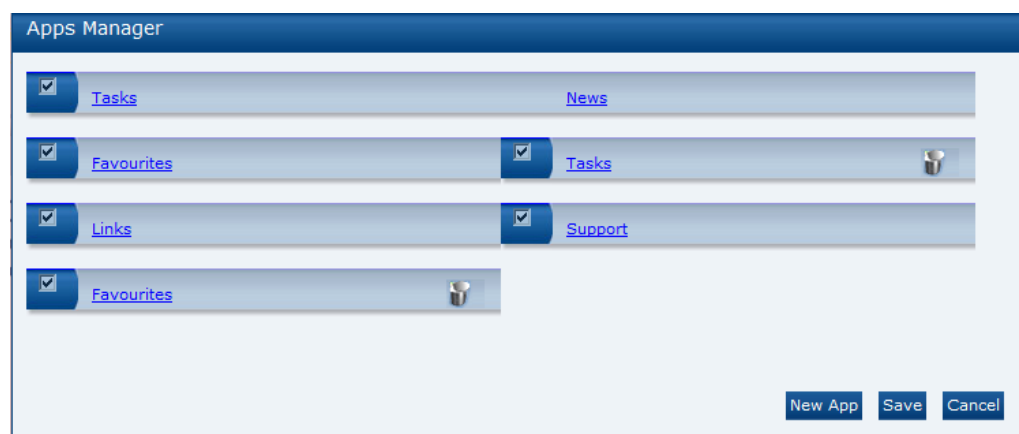 Apps Manager
Tasks News
Favourites Tasks
Links Support
Favourites
New App Save Cancel